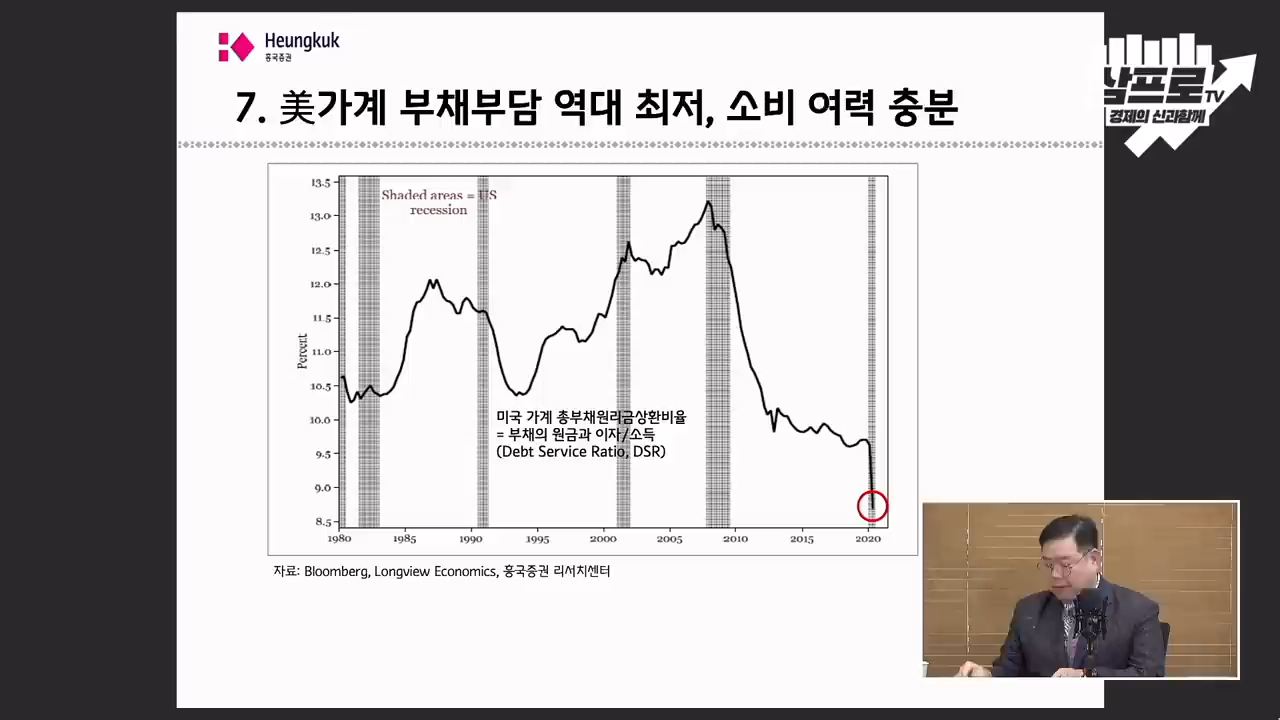 Heungkuk
흥국증권
삼프로TV
경제의 신과함께
7. 美가계 부채부담 역대 최저, 소비 여력 충분
Shaded areas = US
recession
13.5
13.0
12.5
12.0
11.5
11.0
10.5
10.0
9.5
9.0
8.5
Percent
미국 가계 총부채원리금상환비율
= 부채의 원금과 이자/소득
(Debt Service Ratio, DSR)
1980 1985 1990 1995 2000 2005 2010 2015 2020
자료: Bloomberg, Longview Economics, 흥국증권 리서치센터